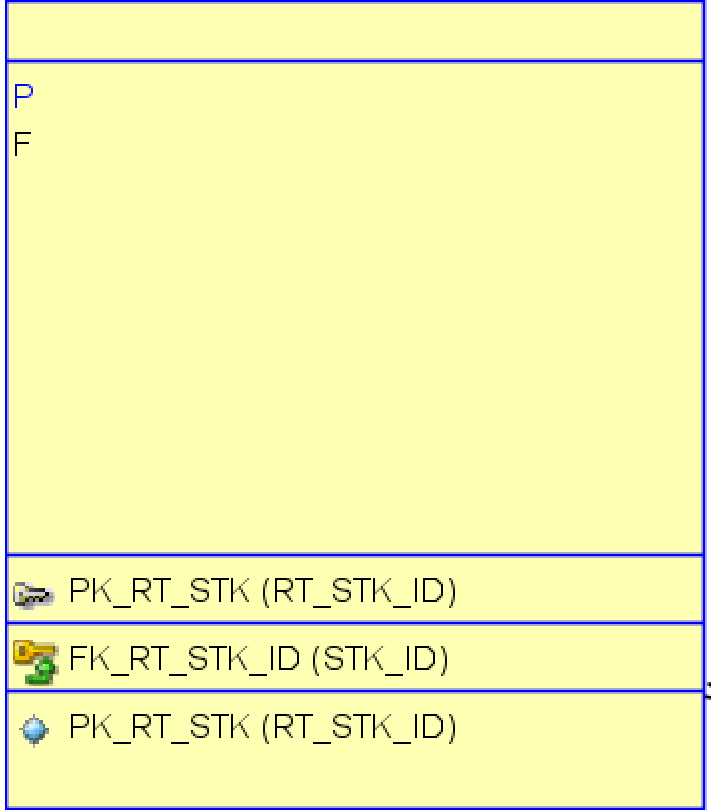 P
F
PK_RT_STK (RT_STK_ID)
FK_RT_STK_ID (STK_ID)
PK_RT_STK (RT_STK_ID)